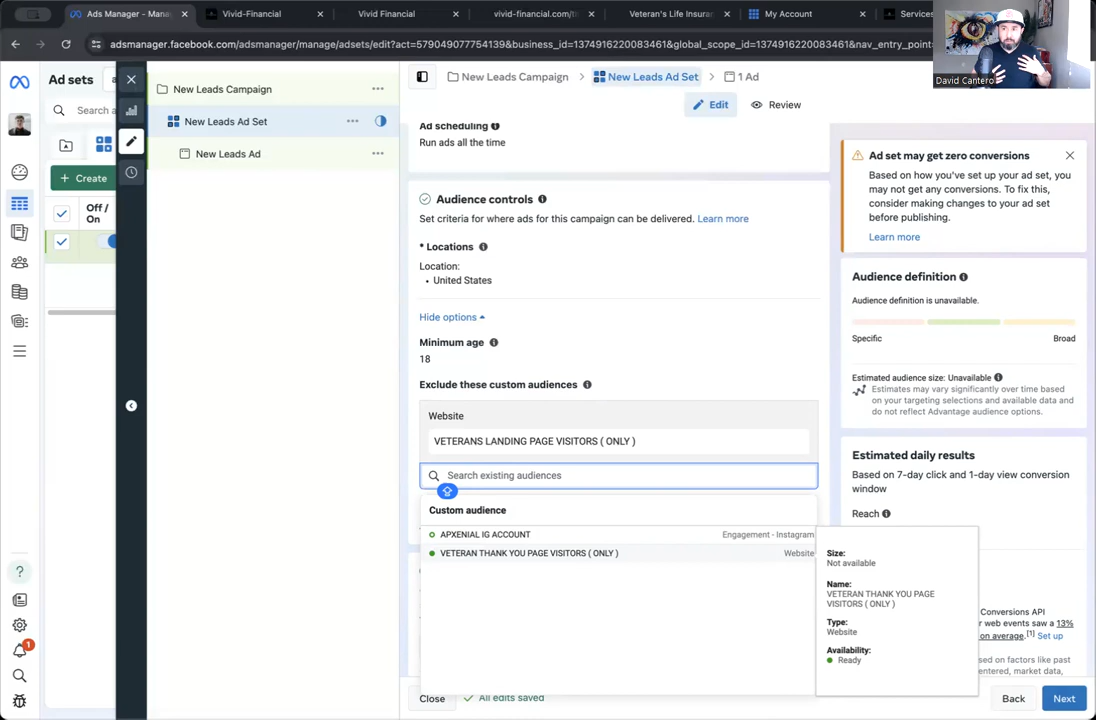 Ads Manager - Mana
Vivid-Financial
Vivid Financial
vivid-financial.com/th
Veteran's Life Insuran
My Account
Services
adsmanager.facebook.com/adsmanager/manage/adsets/edit?act=579049077754139&business_id=1374916220083461&global_scope_id=1374916220083461&nav_entry_point
David Cantero
Ad sets
New Leads Campaign
New Leads Ad Set
1 Ad
Edit
Review
Search a
Create
Off / On
New Leads Campaign
New Leads Ad Set
New Leads Ad
Ad scheduling
Run ads all the time
Audience controls
Set criteria for where ads for this campaign can be delivered. Learn more
* Locations
Location:
• United States
Hide options
Minimum age
18
Exclude these custom audiences
Website
VETERANS LANDING PAGE VISITORS ( ONLY )
Search existing audiences
Custom audience
APXENIAL IG ACCOUNT
Engagement - Instagram
VETERAN THANK YOU PAGE VISITORS ( ONLY )
Website
Size:
Not available
Name:
VETERAN THANK YOU PAGE
VISITORS ( ONLY )
Type:
Website
Availability:
Ready
Ad set may get zero conversions
Based on how you've set up your ad set,
you may not get any conversions. To fix this,
consider making changes to your ad set
before publishing.
Learn more
Audience definition
Audience definition is unavailable.
Specific
Broad
Estimated audience size: Unavailable
Estimates may vary significantly over time based
on your targeting selections and available data and
do not reflect Advantage audience options.
Estimated daily results
Based on 7-day click and 1-day view conversion
window
Reach
Conversions API
r web events saw a 13%
on average.[1] Set up
ed on factors like past
entered, market data,
Close
All edits saved
Back
Next
?
1